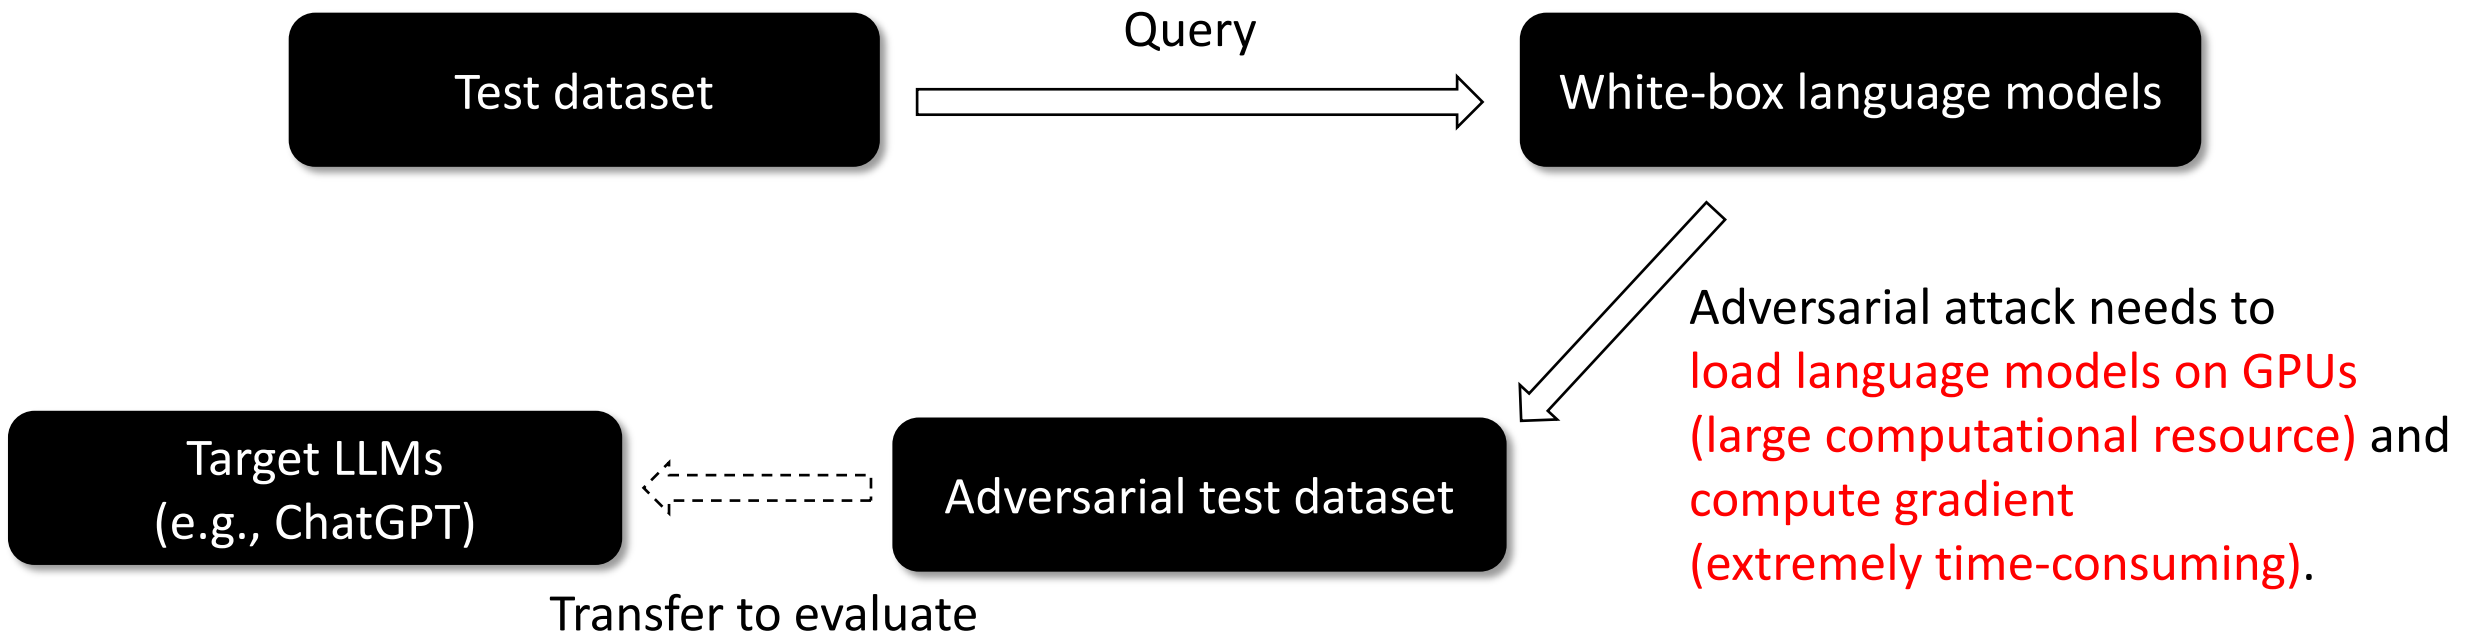 Query
Test dataset
White-box language models
Adversarial attack needs to
load language models on GPUs
(large computational resource) and
compute gradient
(extremely time-consuming).
Adversarial test dataset
Target LLMs
(e.g., ChatGPT)
Transfer to evaluate